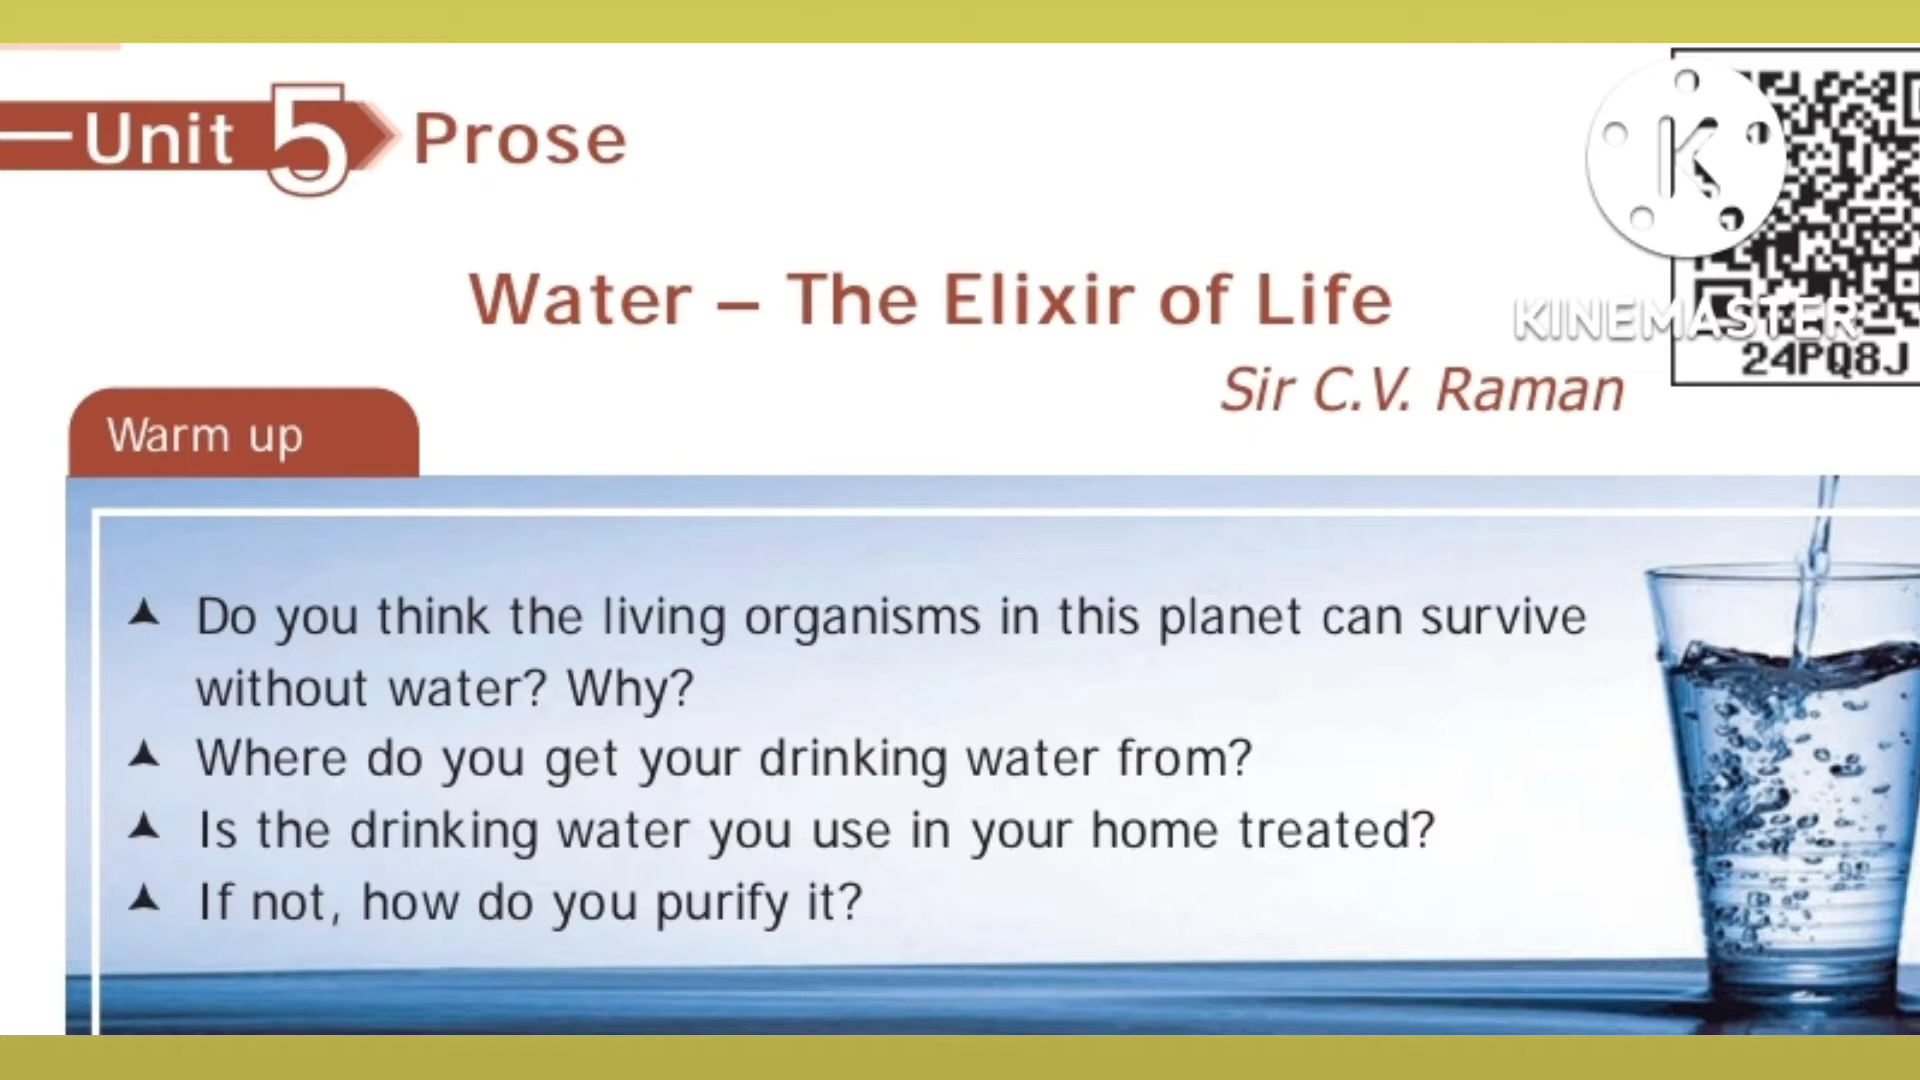 Unit 5 Prose
Water – The Elixir of Life
KINEMASTER
24PQ8J
Sir C.V. Raman
Warm up
Do you think the living organisms in this planet can survive
without water? Why?
Where do you get your drinking water from?
Is the drinking water you use in your home treated?
If not, how do you purify it?